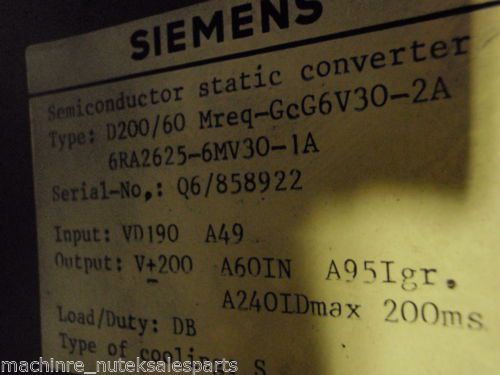 SIEMENS
Semiconductor static converter
Type: D200/60 Mreq-GcG6V30-2A
6RA2625-6MV30-1A
Serial-No,: Q6/858922
Input: VD190 A49
Output: V±200 A60IN A95Igr.
A240IDmax 200ms
Load/Duty: DB
Type of cooling S
machinre_nuteksalesparts